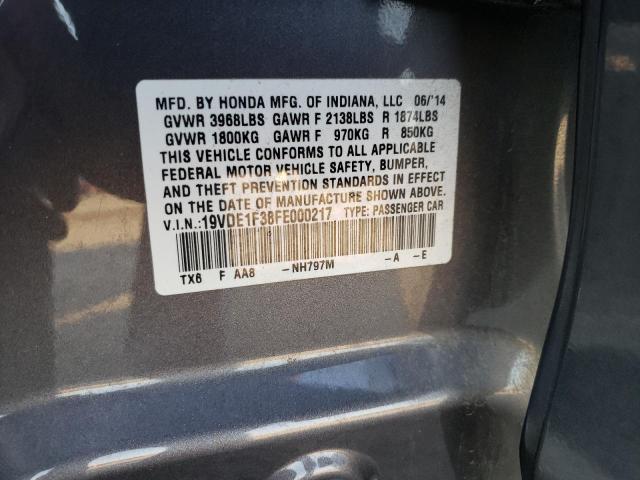 MFD. BY HONDA MFG. OF INDIANA, LLC 06/'14
GVWR 3968LBS GAWR F 2138LBS R 1874LBS
GVWR 1800KG GAWR F 970KG R 850KG
THIS VEHICLE CONFORMS TO ALL APPLICABLE
FEDERAL MOTOR VEHICLE SAFETY, BUMPER,
AND THEFT PREVENTION STANDARDS IN EFFECT
ON THE DATE OF MANUFACTURE SHOWN ABOVE.
V.I.N.:19VDE1F38FE000217 TYPE: PASSENGER CAR
TX6 F AA8 -NH797M -A -E